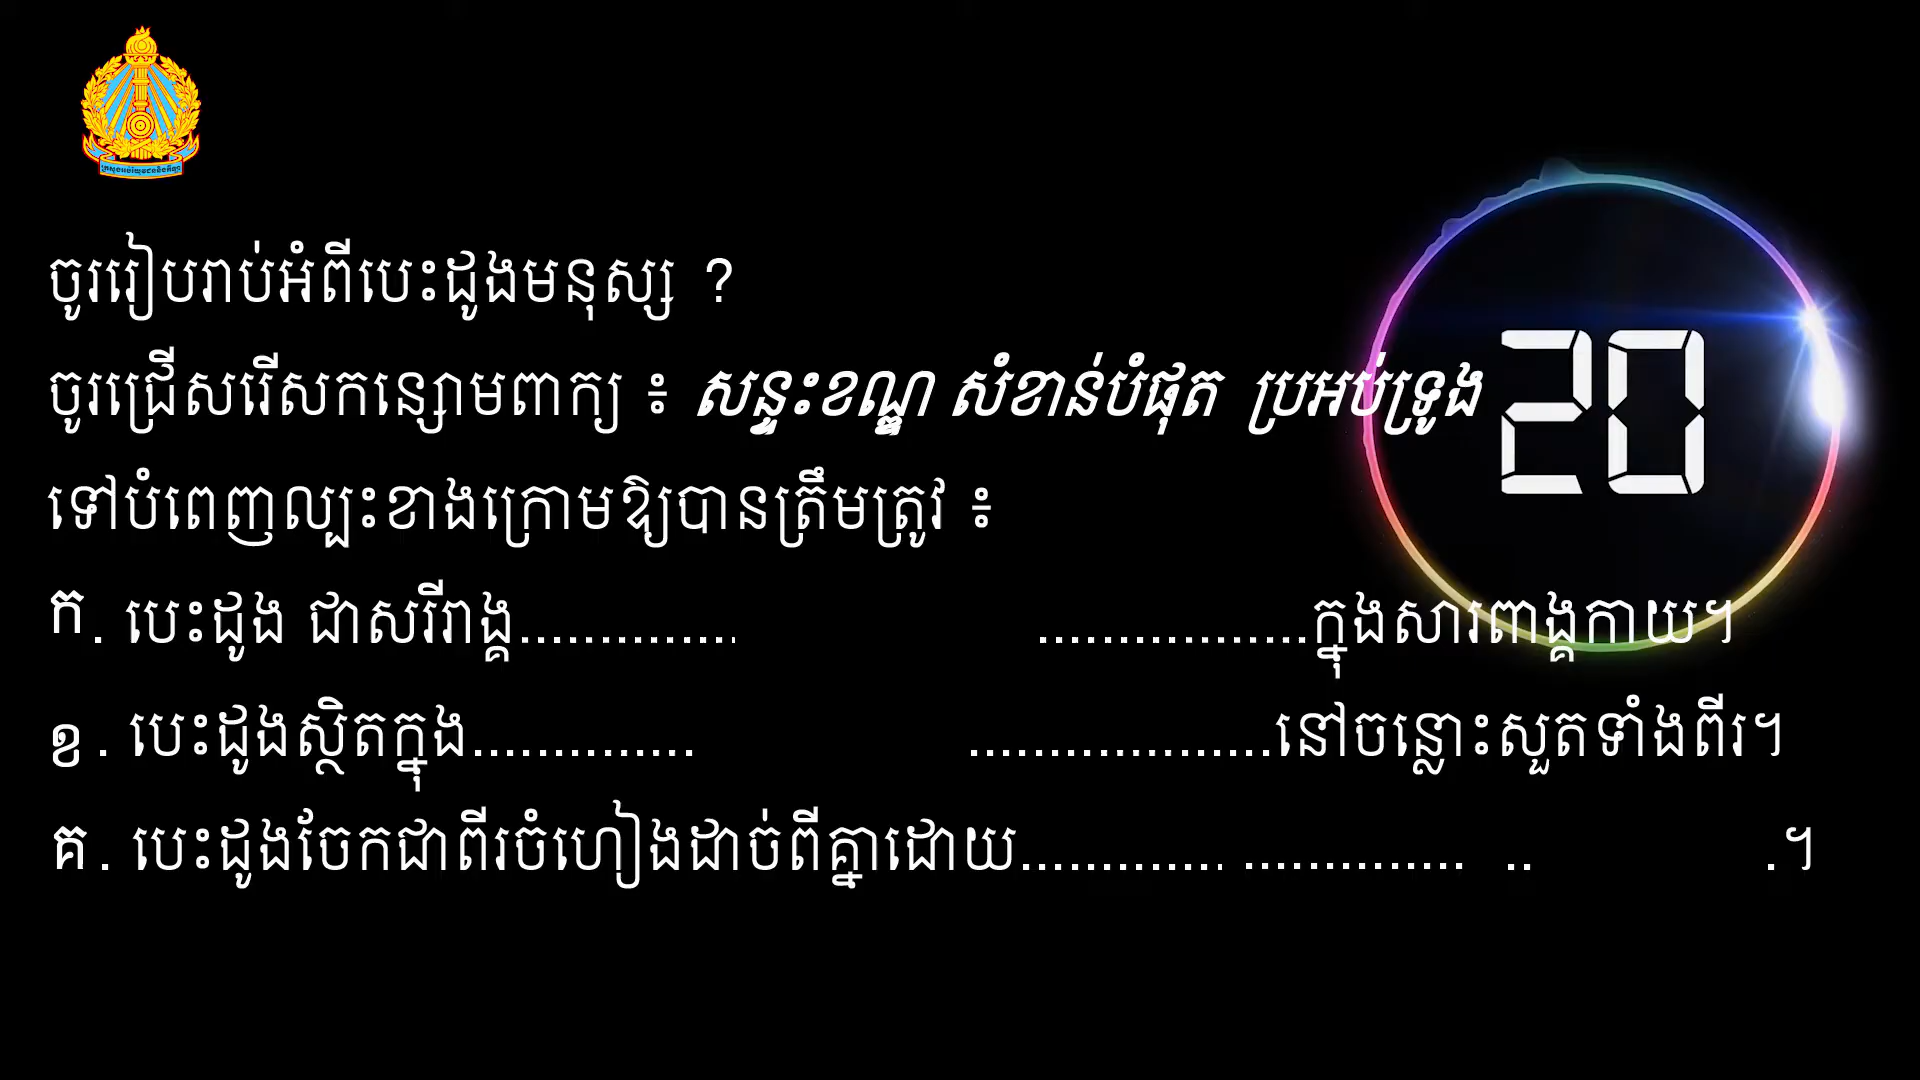 ចូររៀបរាប់អំពីបេះដូងមនុស្ស ?
ចូរជ្រើសរើសកន្សោមពាក្យ ៖ សន្ទះខណ្ឌ សំខាន់បំផុត ប្រអប់ទ្រូង
20
ទៅបំពេញល្បះខាងក្រោមឱ្យបានត្រឹមត្រូវ ៖
ក. បេះដូង ជាសរីរាង្គ.............. .................ក្នុងសារពាង្គកាយ។
ខ. បេះដូងស្ថិតក្នុង.............. ...................នៅចន្លោះសួតទាំងពីរ។
គ. បេះដូងចែកជាពីរចំហៀងដាច់ពីគ្នាដោយ............. .............. .. .។